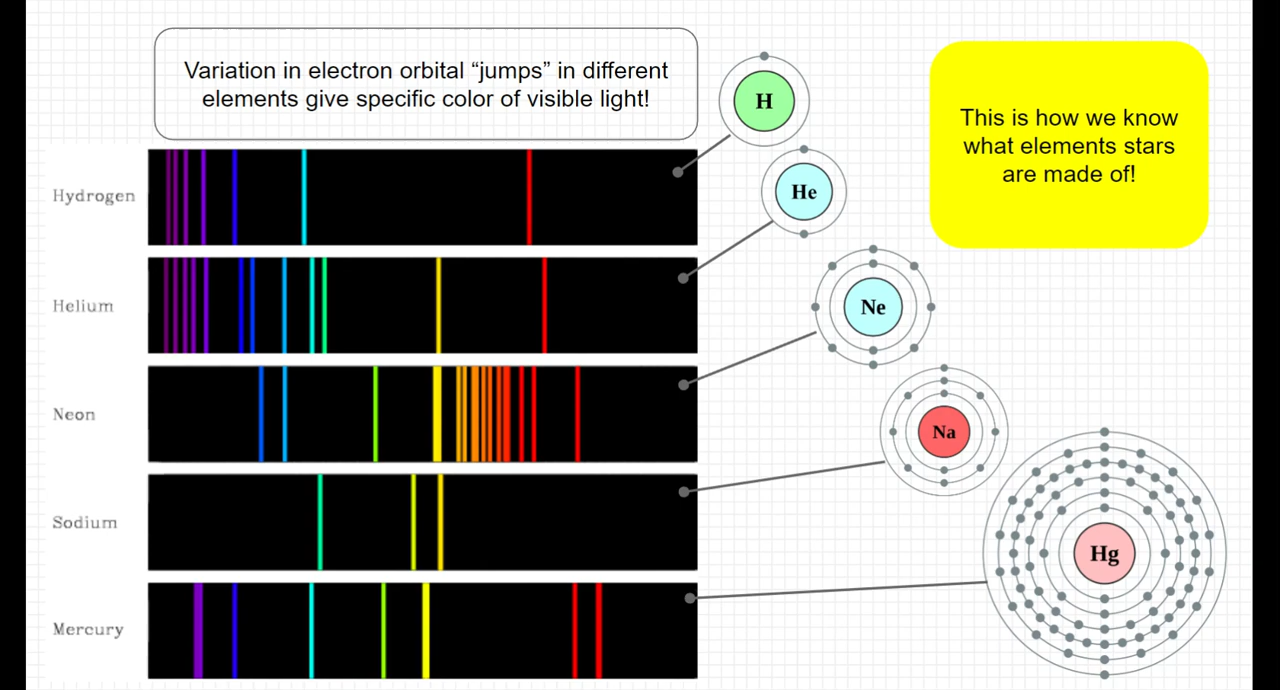 Variation in electron orbital “jumps” in different
elements give specific color of visible light!
H
This is how we know
what elements stars
are made of!
Hydrogen
He
Helium
Ne
Neon
Na
Sodium
Hg
Mercury